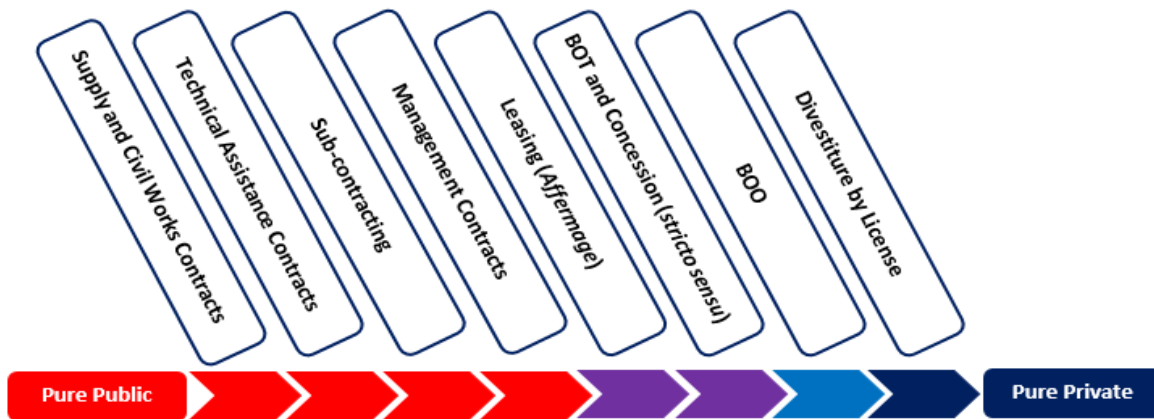 Supply and Civil Works Contracts
Technical Assistance Contracts
Sub-contracting
Management Contracts
Leasing (Affermage)
BOT and Concession (stricto sensu)
BOO
Divestiture by License
Pure Public
Pure Private